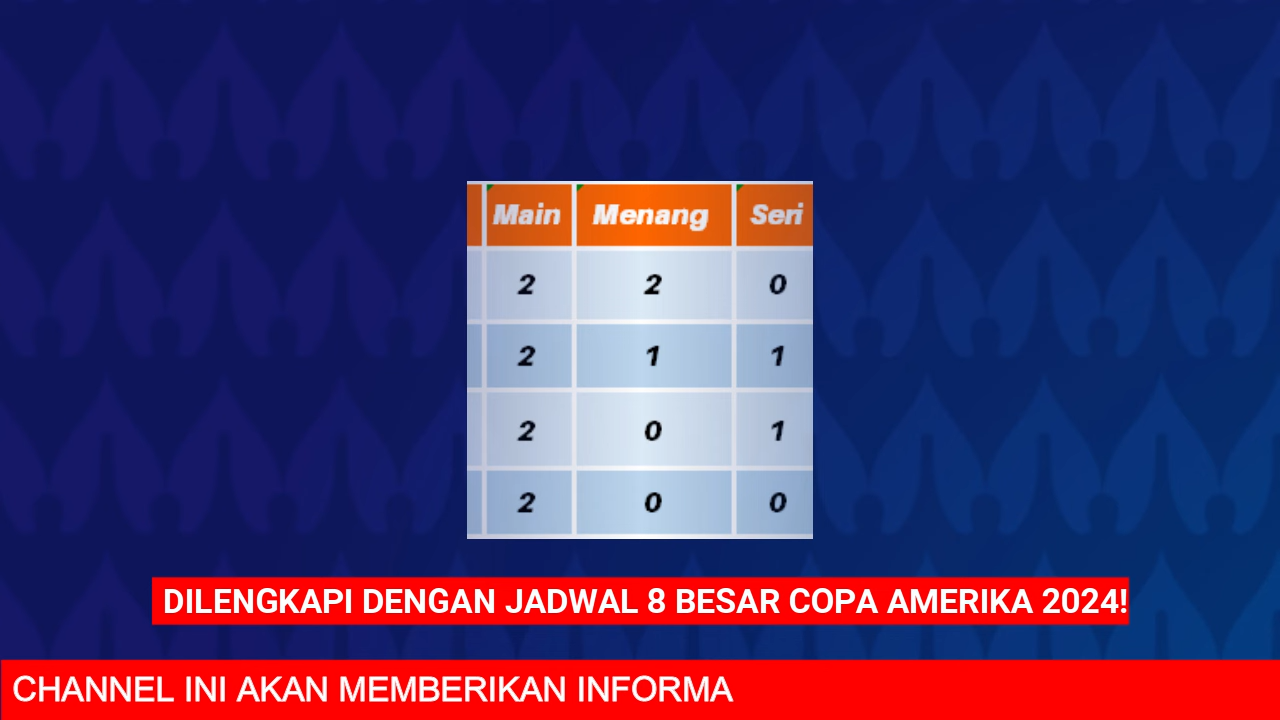 Main Menang Seri
2 2 0
2 1 1
2 0 1
2 0 0
DILENGKAPI DENGAN JADWAL 8 BESAR COPA AMERIKA 2024!
CHANNEL INI AKAN MEMBERIKAN INFORMA